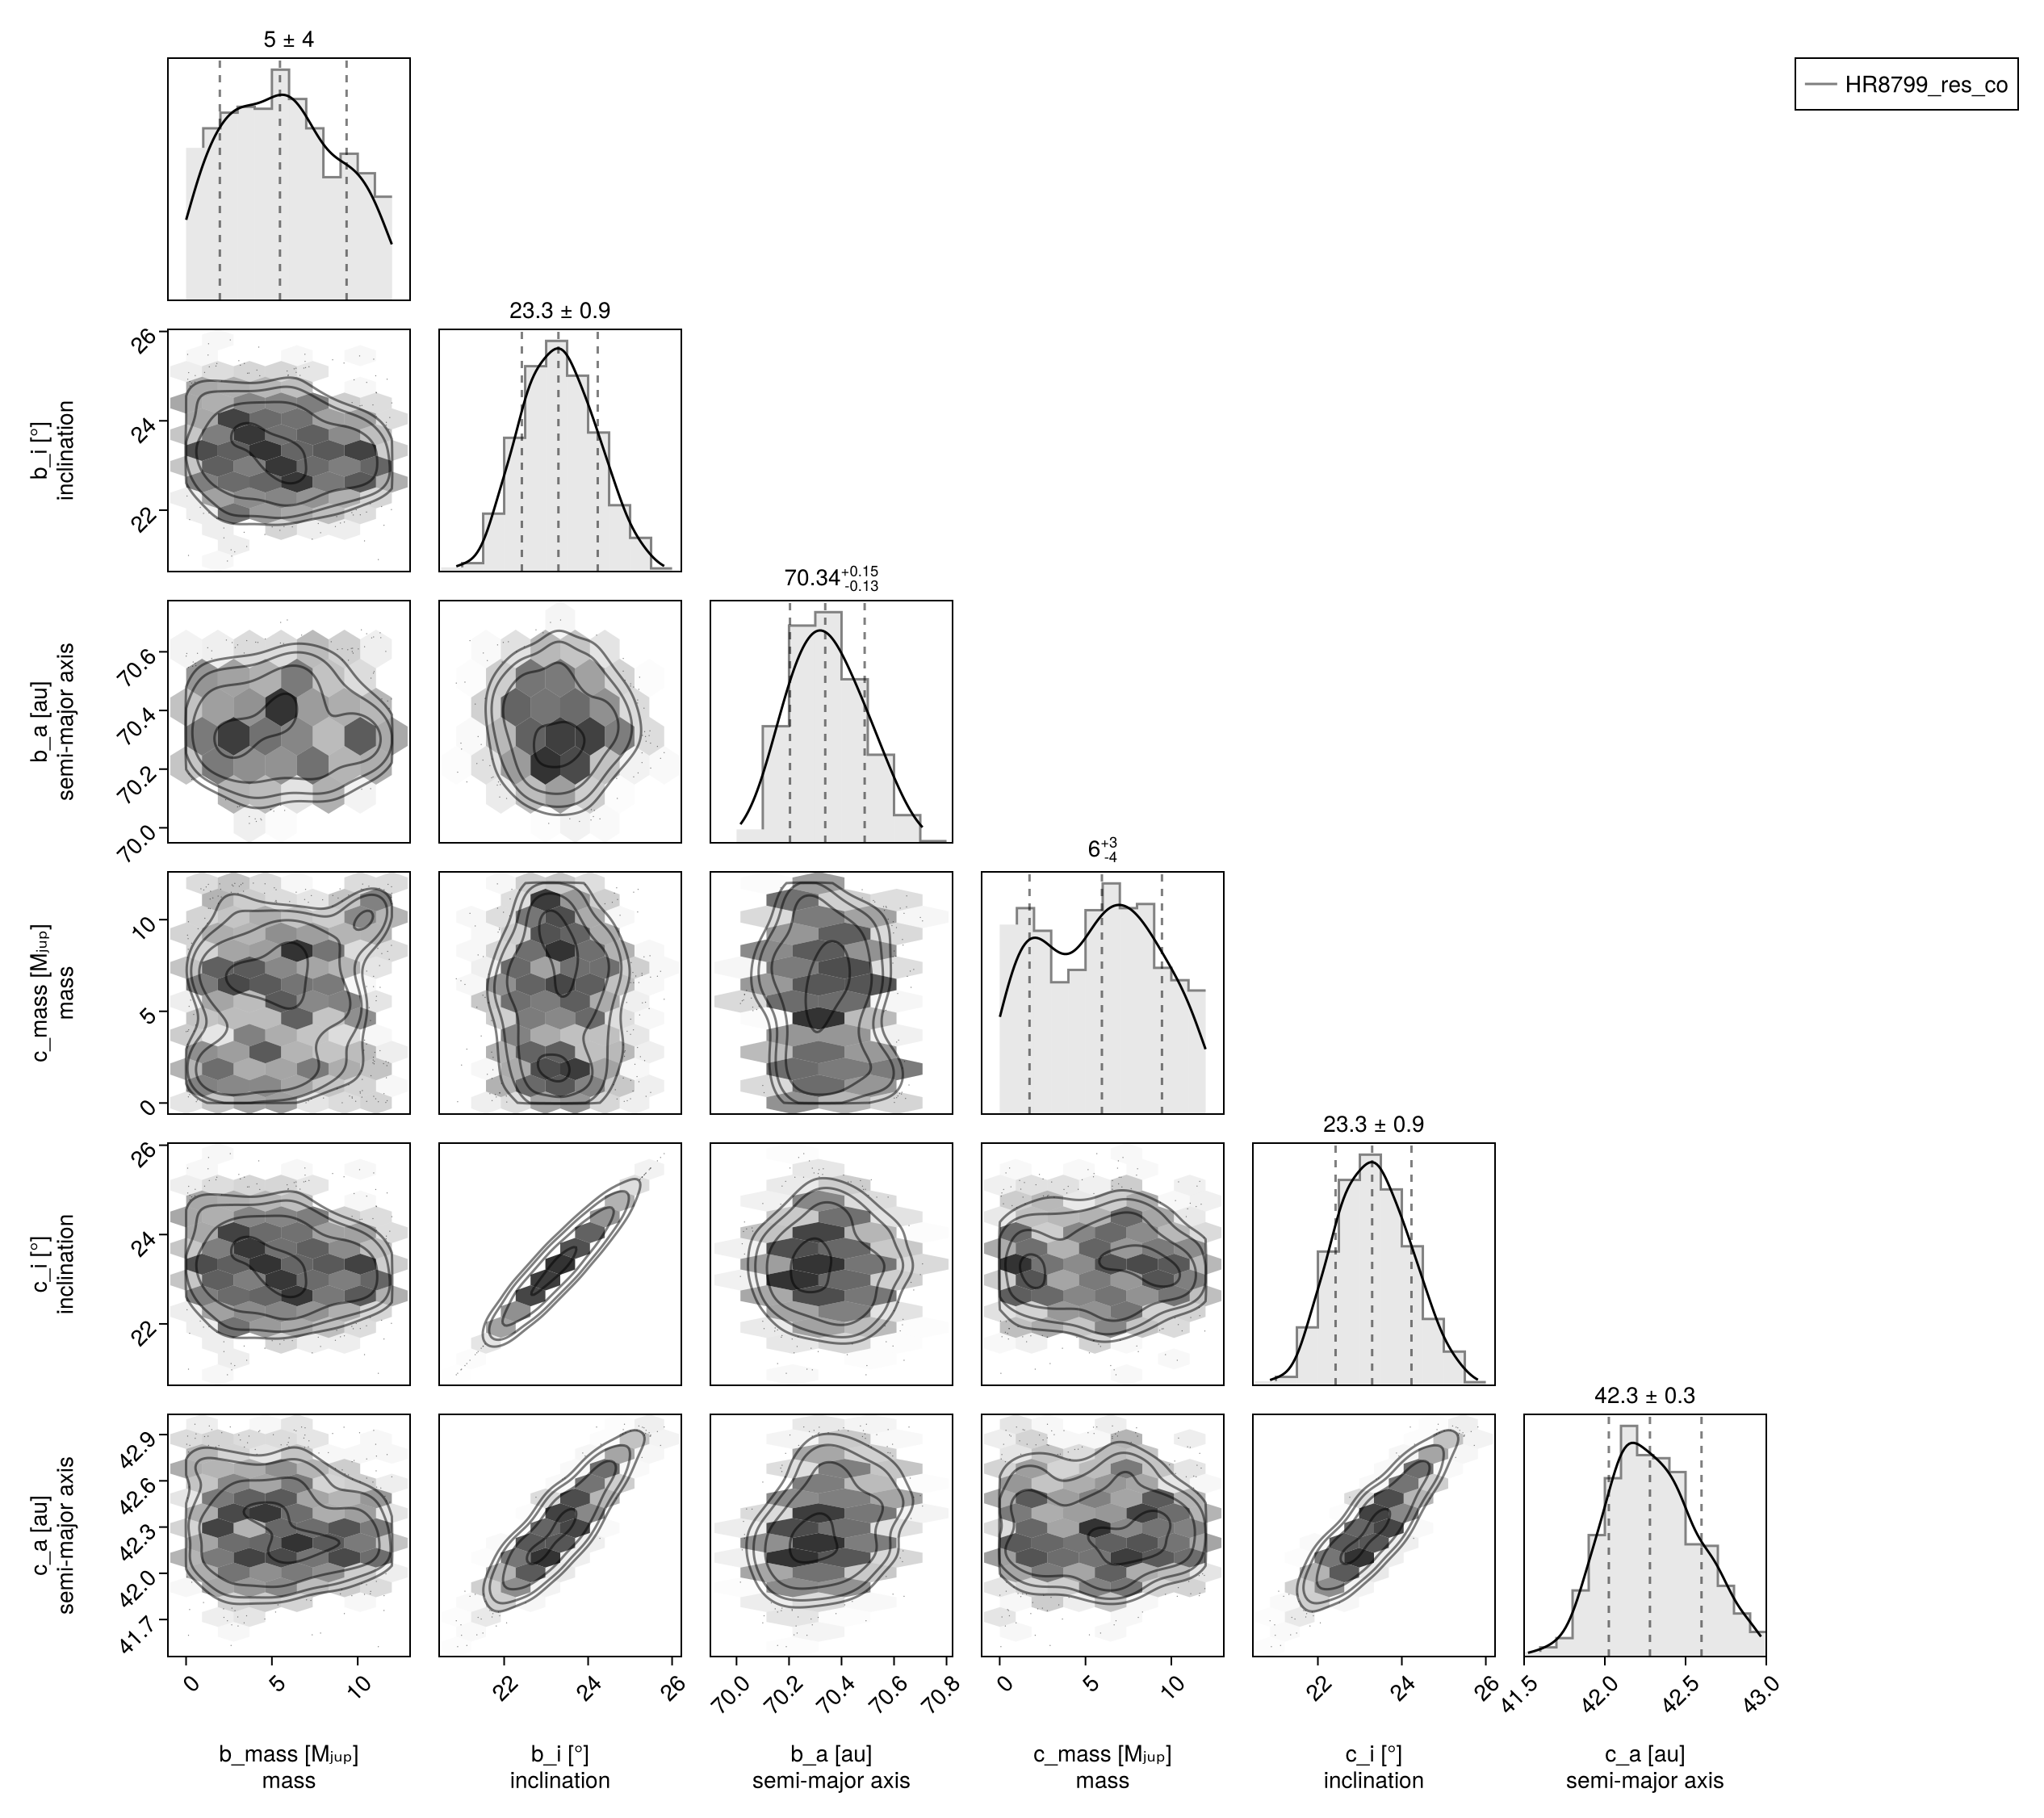 5 ± 4
HR8799_res_co
23.3 ± 0.9
26
24
22
b_i [°]
inclination
70.34+0.15
-0.13
70.6
70.4
70.2
70.0
b_a [au]
semi-major axis
6+3
-4
10
5
0
c_mass [Mⱼᵤₚ]
mass
23.3 ± 0.9
26
24
22
c_i [°]
inclination
42.3 ± 0.3
42.9
42.6
42.3
42.0
41.7
c_a [au]
semi-major axis
0 5 10 22 24 26 70.0 70.2 70.4 70.6 70.8 0 5 10 22 24 26 41.5 42.0 42.5 43.0
b_mass [Mⱼᵤₚ] b_i [°] b_a [au] c_mass [Mⱼᵤₚ] c_i [°] c_a [au]
mass inclination semi-major axis mass inclination semi-major axis